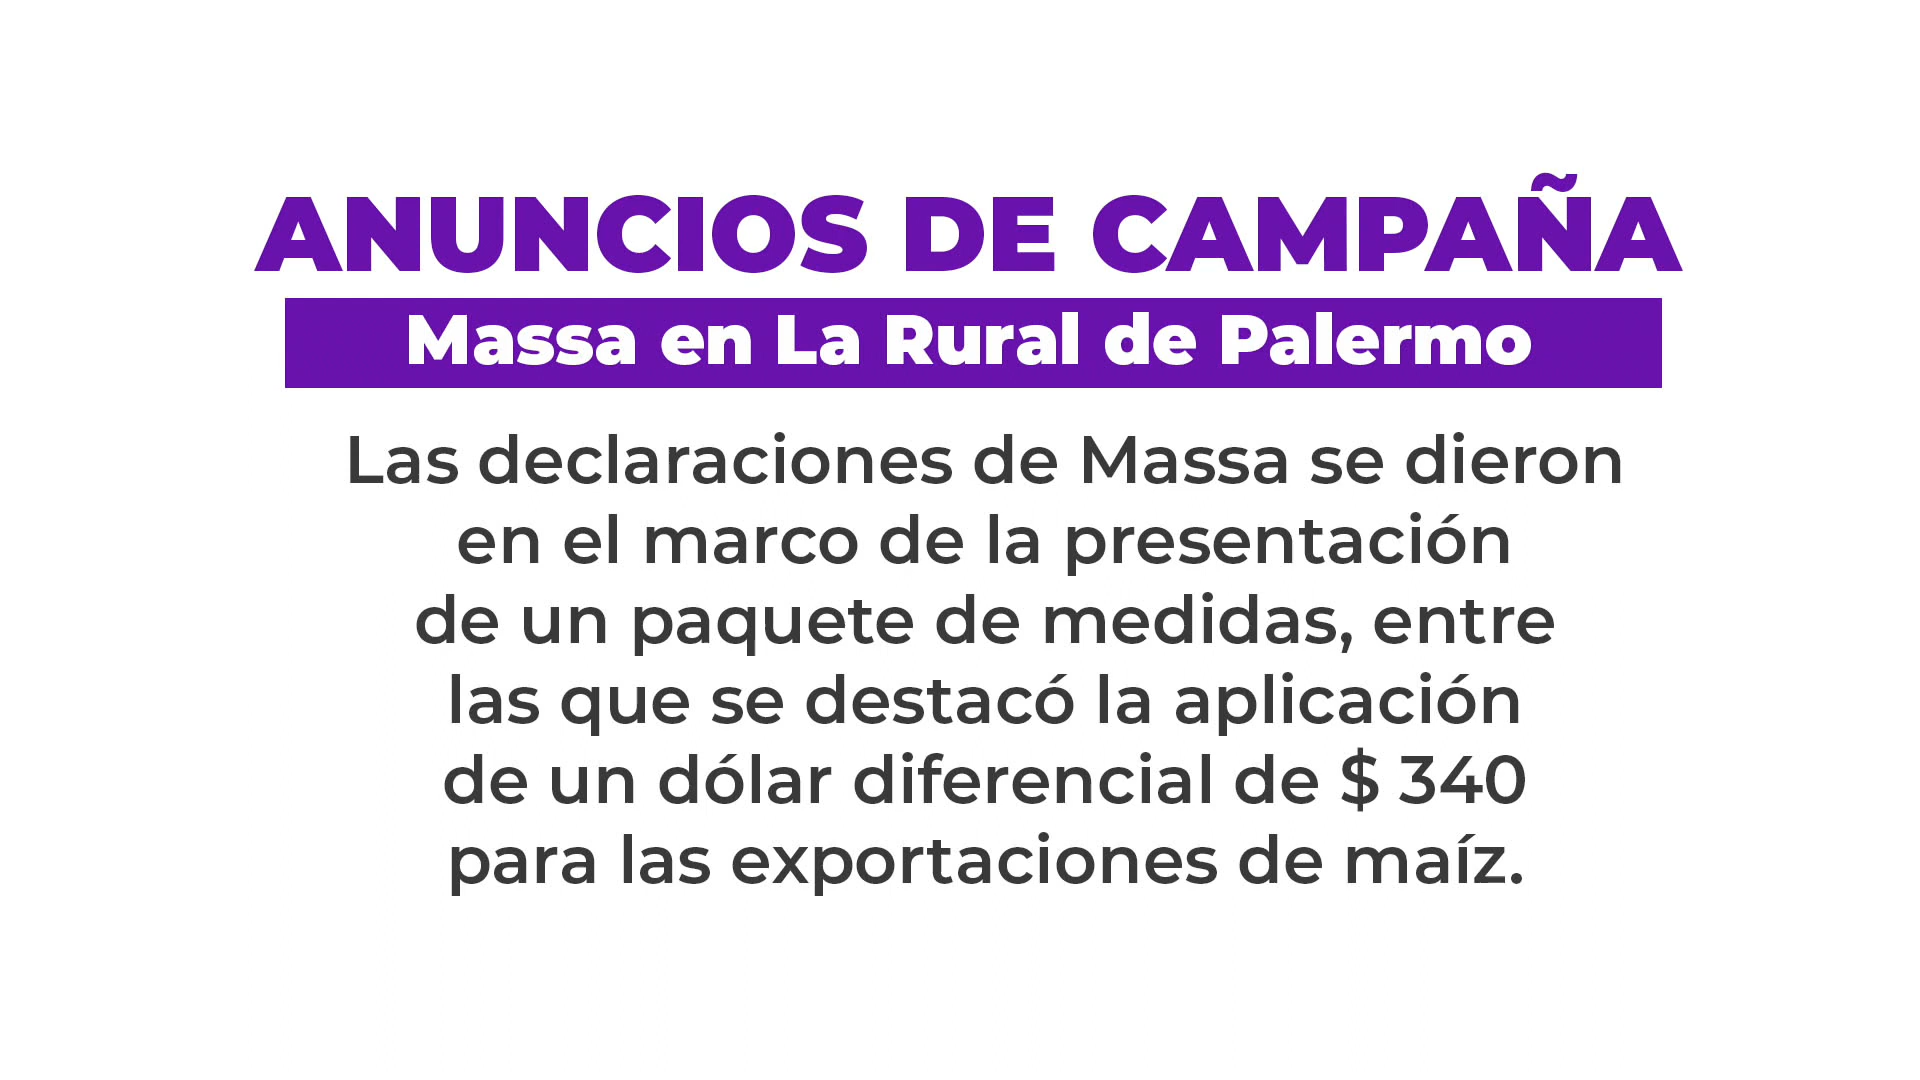 ANUNCIOS DE CAMPAÑA
Massa en La Rural de Palermo
Las declaraciones de Massa se dieron
en el marco de la presentación
de un paquete de medidas, entre
las que se destacó la aplicación
de un dólar diferencial de $ 340
para las exportaciones de maíz.